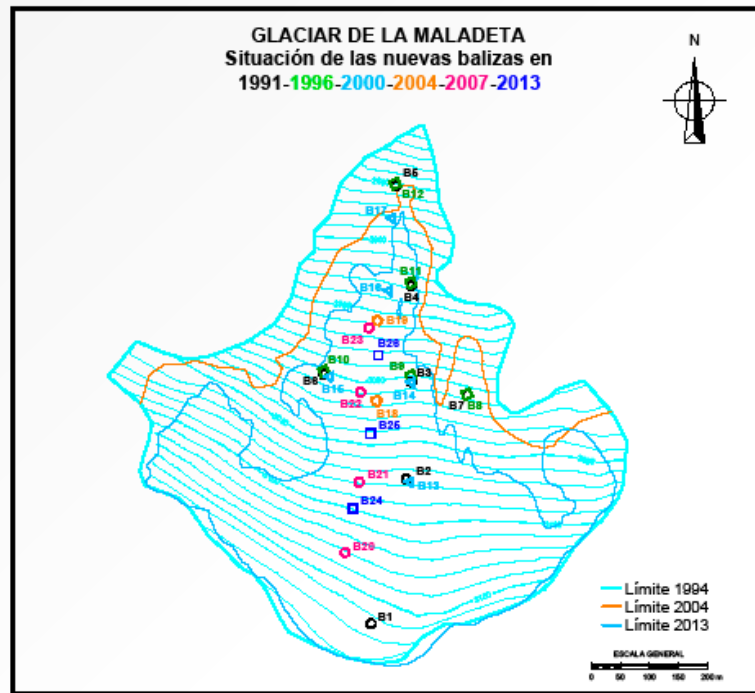 GLACIAR DE LA MALADETA
Situación de las nuevas balizas en
1991-1996-2000-2004-2007-2013
N
B5
B12
B17
B11
B4
B19
B23
B26
B10
B6
B15
B9
B3
B14
B22
B18
B7 B8
B25
B2
B13
B21
B24
B20
B1
Límite 1994
Límite 2004
Límite 2013
ESCALA GENERAL
0 50 100 150 200 m